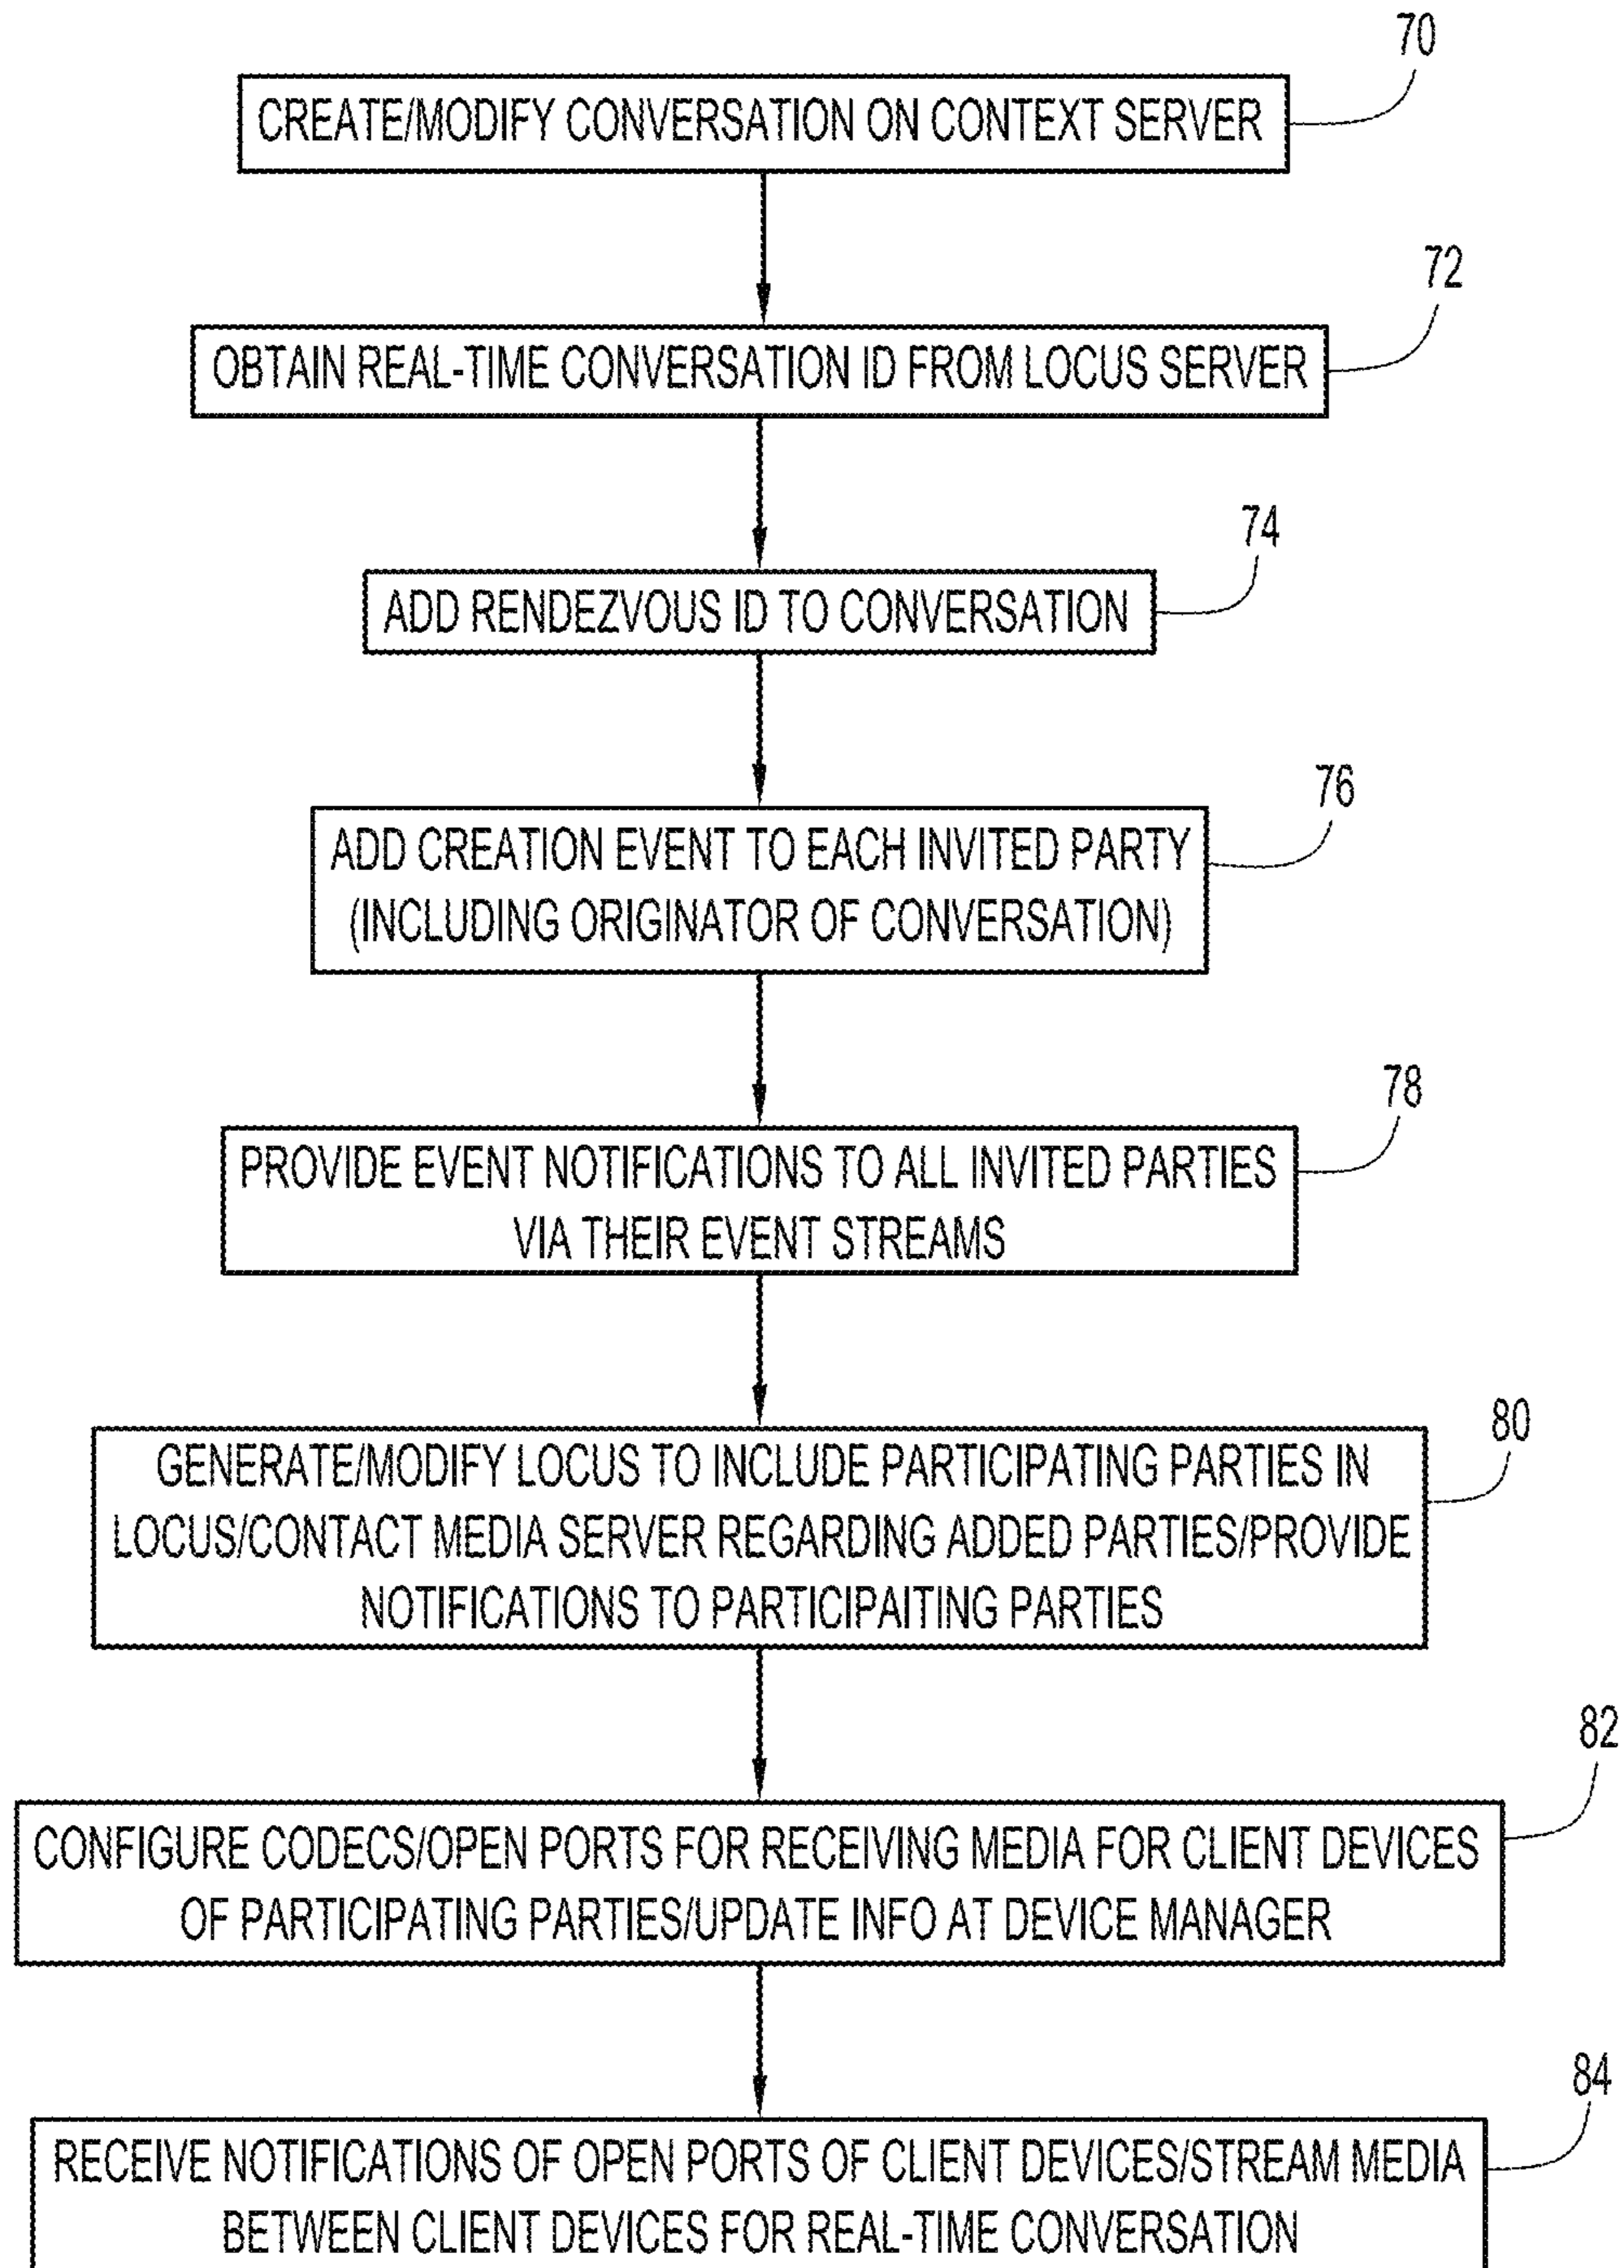 70
CREATE/MODIFY CONVERSATION ON CONTEXT SERVER
72
OBTAIN REAL-TIME CONVERSATION ID FROM LOCUS SERVER
74
ADD RENDEZVOUS ID TO CONVERSATION
76
ADD CREATION EVENT TO EACH INVITED PARTY
(INCLUDING ORIGINATOR OF CONVERSATION)
78
PROVIDE EVENT NOTIFICATIONS TO ALL INVITED PARTIES
VIA THEIR EVENT STREAMS
80
GENERATE/MODIFY LOCUS TO INCLUDE PARTICIPATING PARTIES IN
LOCUS/CONTACT MEDIA SERVER REGARDING ADDED PARTIES/PROVIDE
NOTIFICATIONS TO PARTICIPAITING PARTIES
82
CONFIGURE CODECS/OPEN PORTS FOR RECEIVING MEDIA FOR CLIENT DEVICES
OF PARTICIPATING PARTIES/UPDATE INFO AT DEVICE MANAGER
84
RECEIVE NOTIFICATIONS OF OPEN PORTS OF CLIENT DEVICES/STREAM MEDIA
BETWEEN CLIENT DEVICES FOR REAL-TIME CONVERSATION